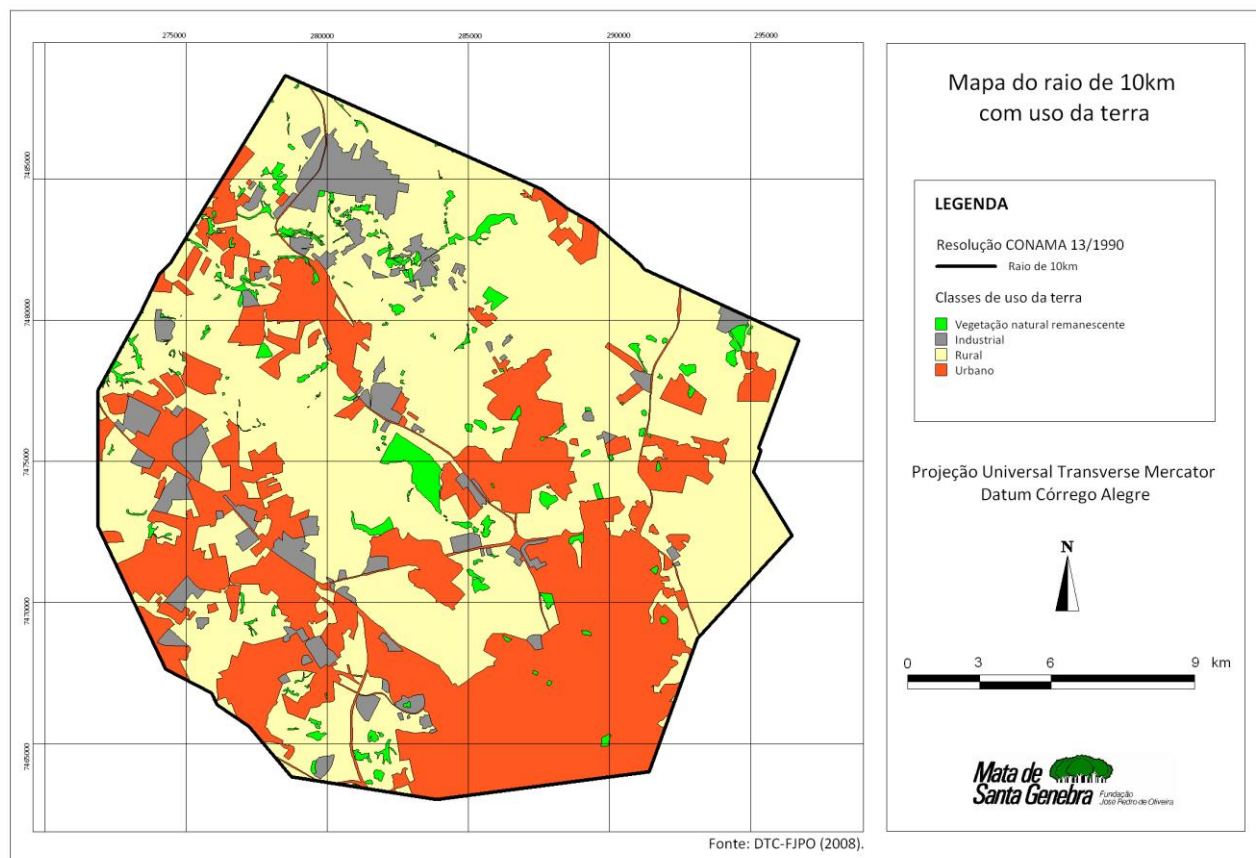 275000
280000
285000
290000
295000
7485000
7480000
7475000
7470000
7465000
Fonte: DTC-FJPO (2008).
Mapa do raio de 10km
com uso da terra
LEGENDA
Resolução CONAMA 13/1990
Raio de 10km
Classes de uso da terra
Vegetação natural remanescente
Industrial
Rural
Urbano
Projeção Universal Transverse Mercator
Datum Córrego Alegre
N
0 3 6 9 km
Mata de
Santa Genebra
Fundação
José Pedro de Oliveira